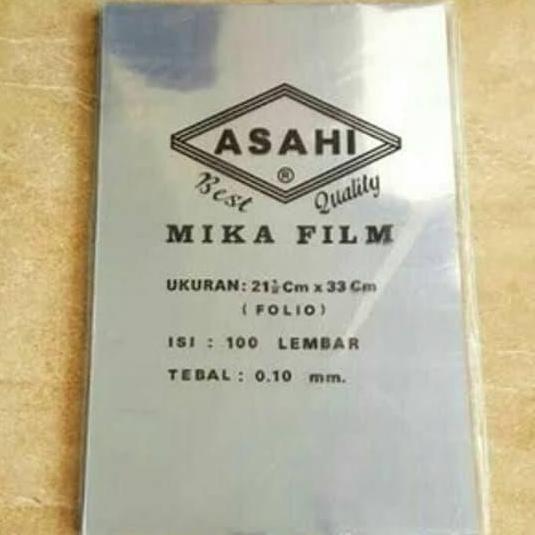 ASAHI
®
Best Quality
MIKA FILM
UKURAN: 21½ Cm x 33 Cm
( FOLIO )
ISI : 100 LEMBAR
TEBAL : 0.10 mm.